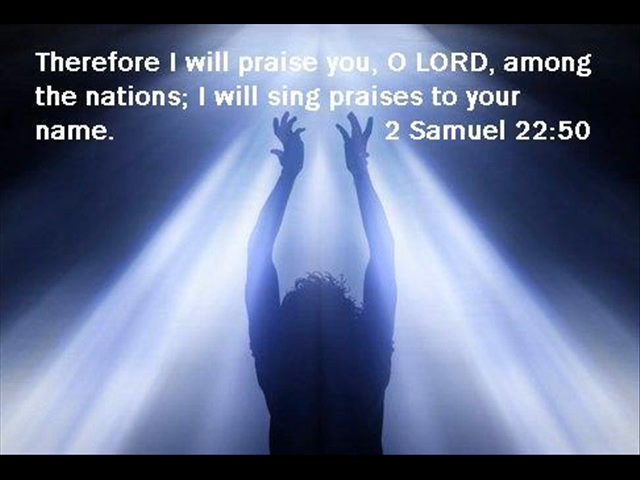 Therefore I will praise you, O LORD, among
the nations; I will sing praises to your
name. 2 Samuel 22:50